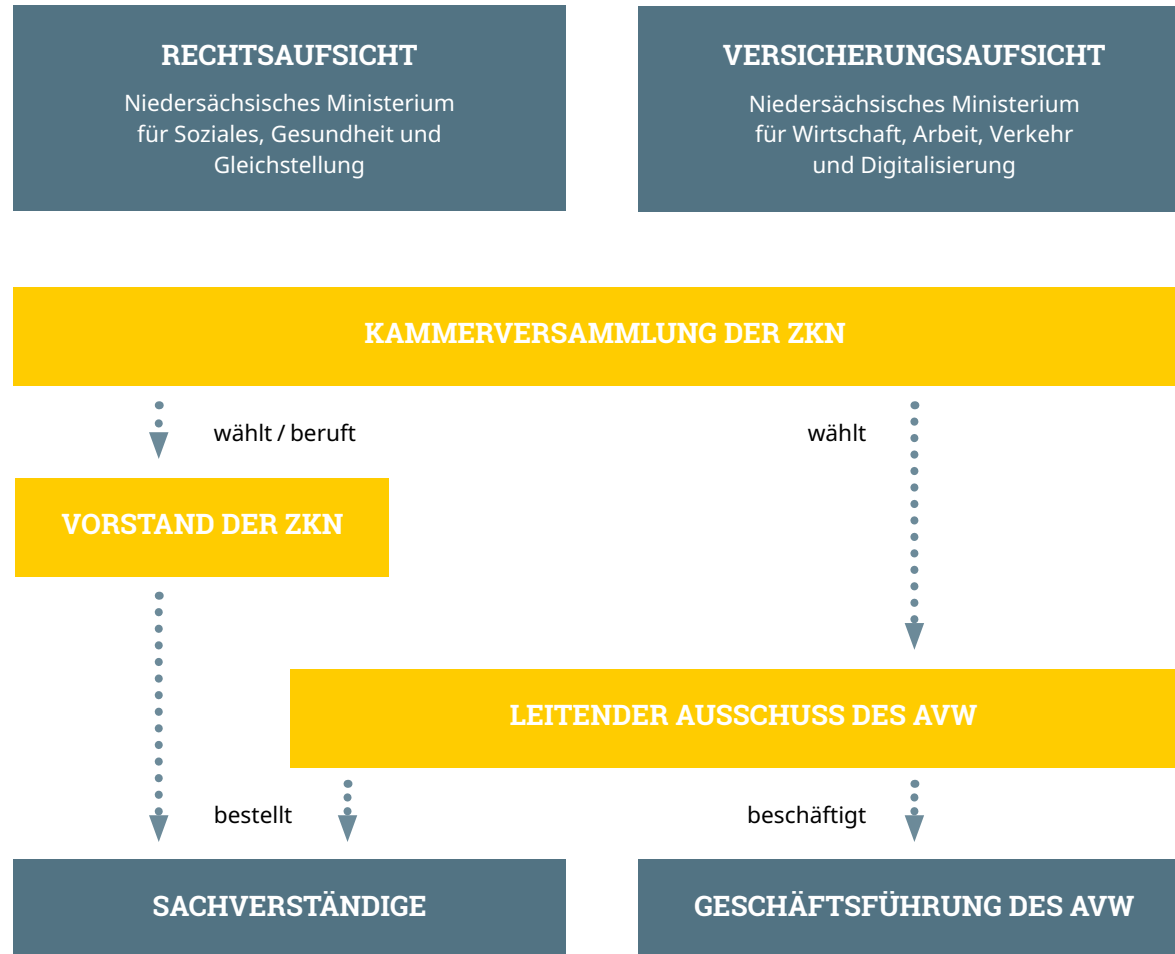 RECHTSAUFSICHT
Niedersächsisches Ministerium
für Soziales, Gesundheit und
Gleichstellung
VERSICHERUNGSAUFSICHT
Niedersächsisches Ministerium
für Wirtschaft, Arbeit, Verkehr
und Digitalisierung
KAMMERVERSAMMLUNG DER ZKN
wählt / beruft
wählt
VORSTAND DER ZKN
LEITENDER AUSSCHUSS DES AVW
bestellt
beschäftigt
SACHVERSTÄNDIGE
GESCHÄFTSFÜHRUNG DES AVW